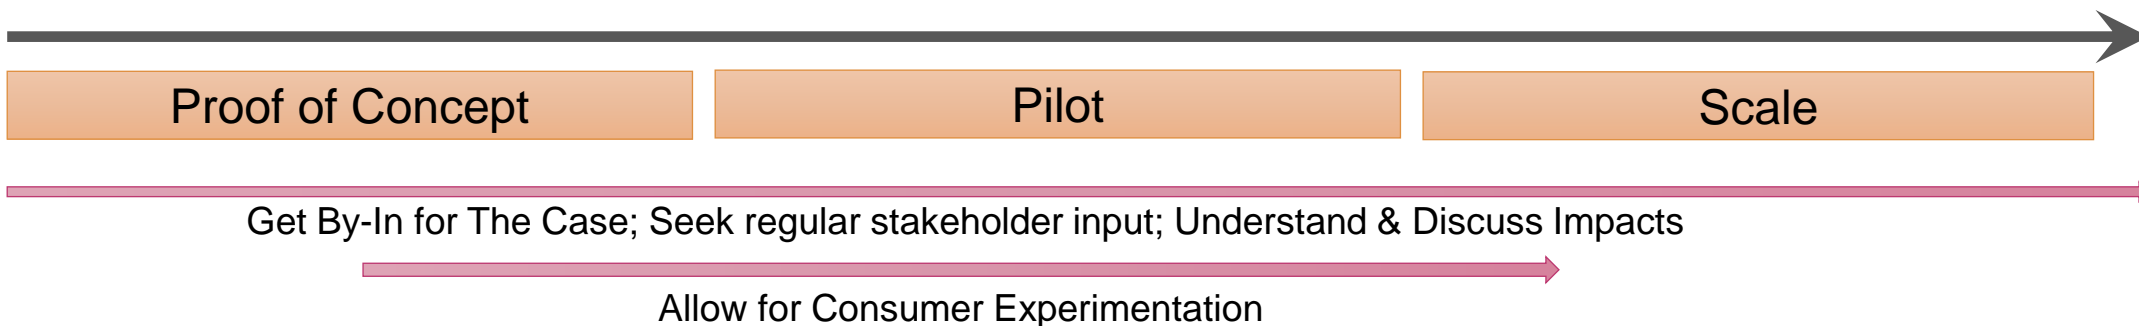 Proof of Concept
Pilot
Scale
Get By-In for The Case; Seek regular stakeholder input; Understand & Discuss Impacts
Allow for Consumer Experimentation